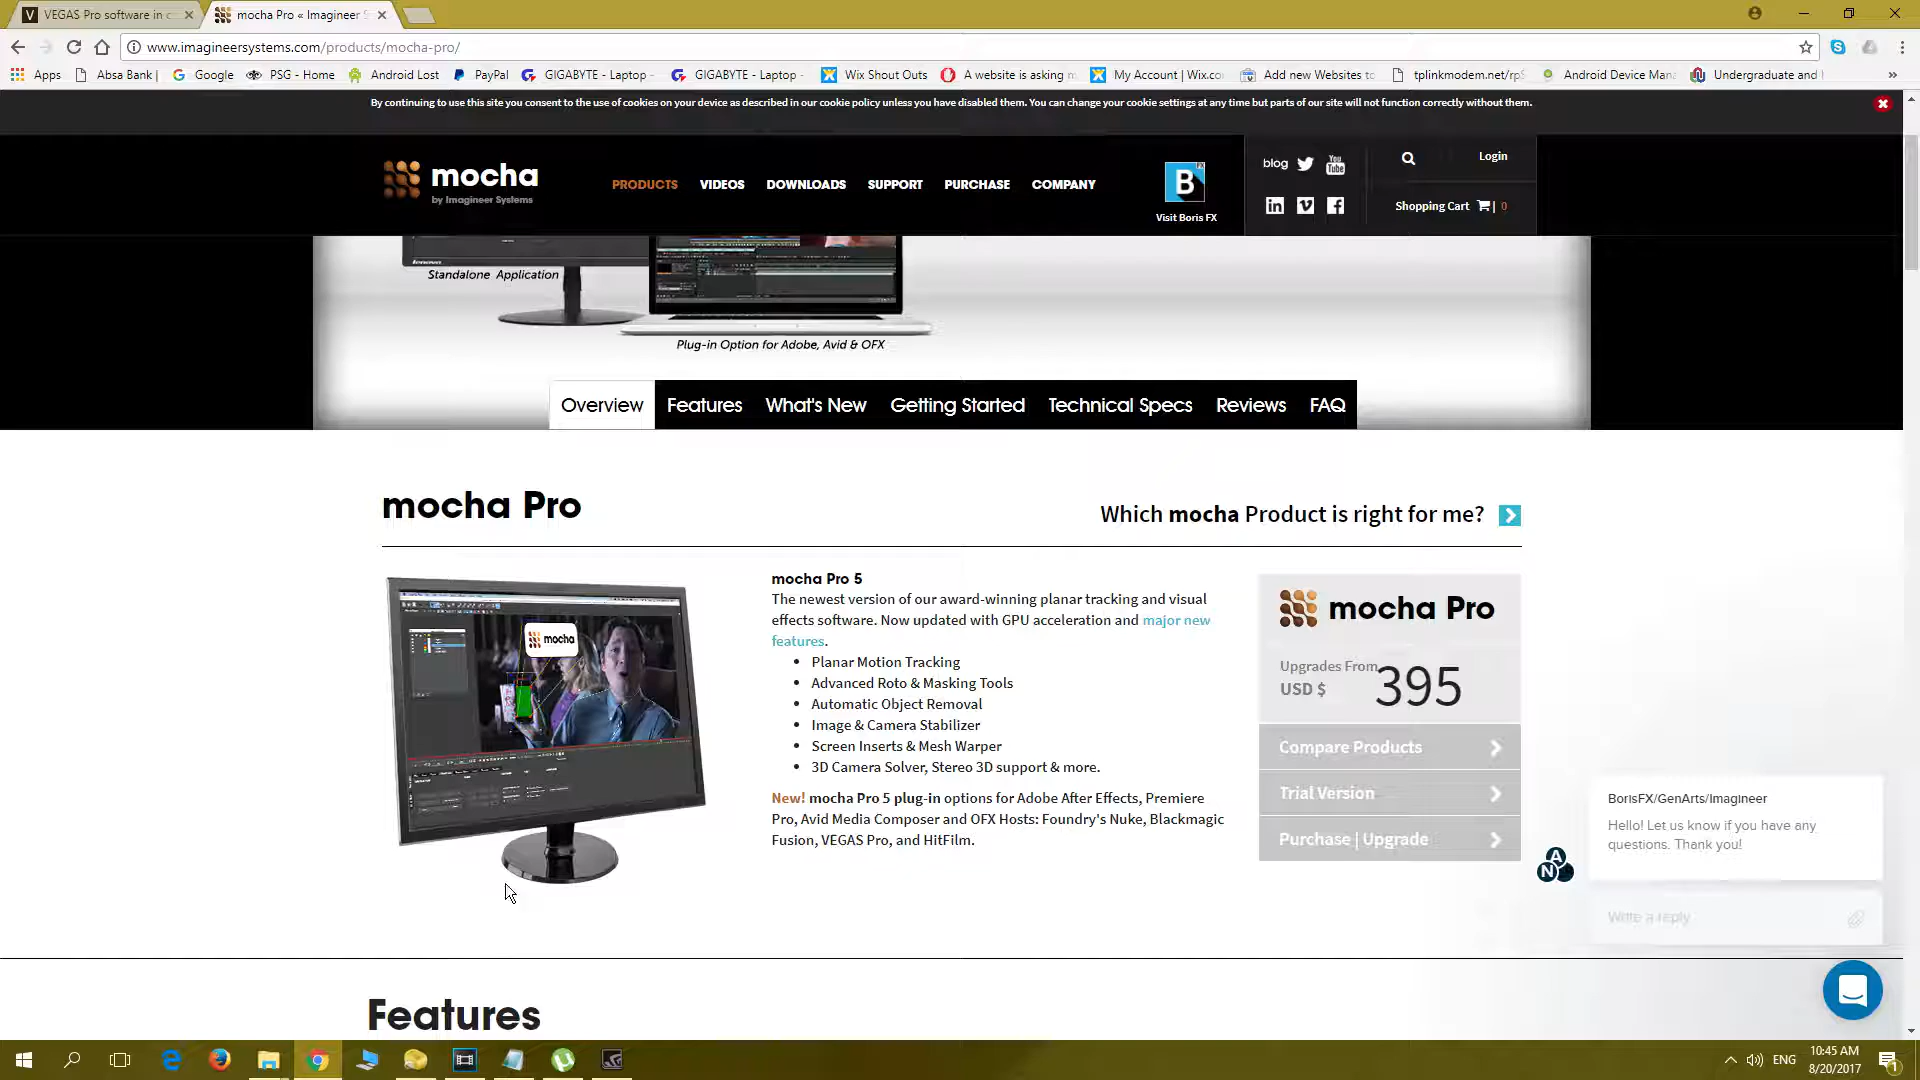 VEGAS Pro software in c
mocha Pro « Imagineer S
www.imagineersystems.com/products/mocha-pro/
Apps
Absa Bank |
Google
PSG - Home
Android Lost
PayPal
GIGABYTE - Laptop -
GIGABYTE - Laptop -
Wix Shout Outs
A website is asking m
My Account | Wix.co
Add new Websites to
tplinkmodem.net/rpS
Android Device Mana
Undergraduate and
»
By continuing to use this site you consent to the use of cookies on your device as described in our cookie policy unless you have disabled them. You can change your cookie settings at any time but parts of our site will not function correctly without them.
mocha
by Imagineer Systems
PRODUCTS
VIDEOS
DOWNLOADS
SUPPORT
PURCHASE
COMPANY
B
FX
Visit Boris FX
blog
You
Tube
Login
Shopping Cart | 0
Standalone Application
Plug-in Option for Adobe, Avid & OFX
Overview
Features
What's New
Getting Started
Technical Specs
Reviews
FAQ
mocha Pro
Which mocha Product is right for me?
mocha
mocha Pro 5
The newest version of our award-winning planar tracking and visual
effects software. Now updated with GPU acceleration and major new
features.
• Planar Motion Tracking
• Advanced Roto & Masking Tools
• Automatic Object Removal
• Image & Camera Stabilizer
• Screen Inserts & Mesh Warper
• 3D Camera Solver, Stereo 3D support & more.
New! mocha Pro 5 plug-in options for Adobe After Effects, Premiere
Pro, Avid Media Composer and OFX Hosts: Foundry's Nuke, Blackmagic
Fusion, VEGAS Pro, and HitFilm.
mocha Pro
Upgrades From
USD $ 395
Compare Products
Trial Version
Purchase | Upgrade
BorisFX/GenArts/Imagineer
Hello! Let us know if you have any
questions. Thank you!
A
N
Write a reply
Features
ENG
10:45 AM
8/20/2017
1